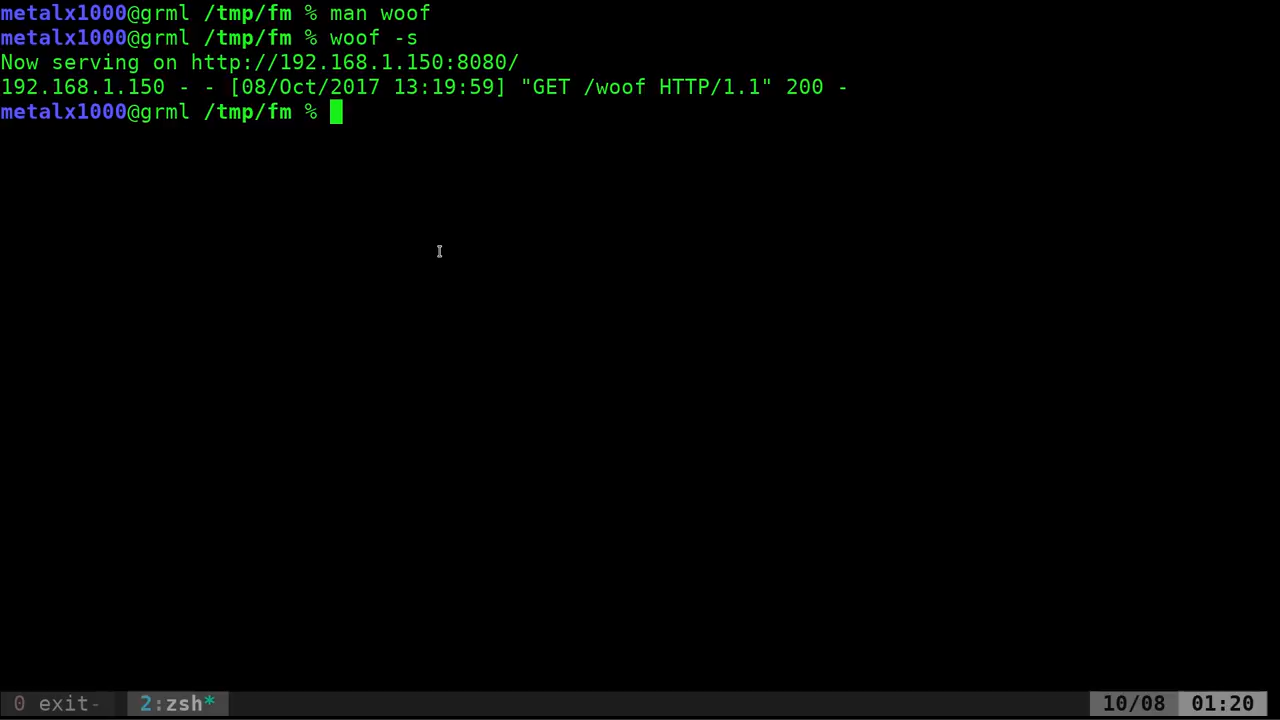 metalx1000@grml /tmp/fm % man woof
metalx1000@grml /tmp/fm % woof -s
Now serving on http://192.168.1.150:8080/
192.168.1.150 - - [08/Oct/2017 13:19:59] "GET /woof HTTP/1.1" 200 -
metalx1000@grml /tmp/fm %
0 exit- 2:zsh* 10/08 01:20